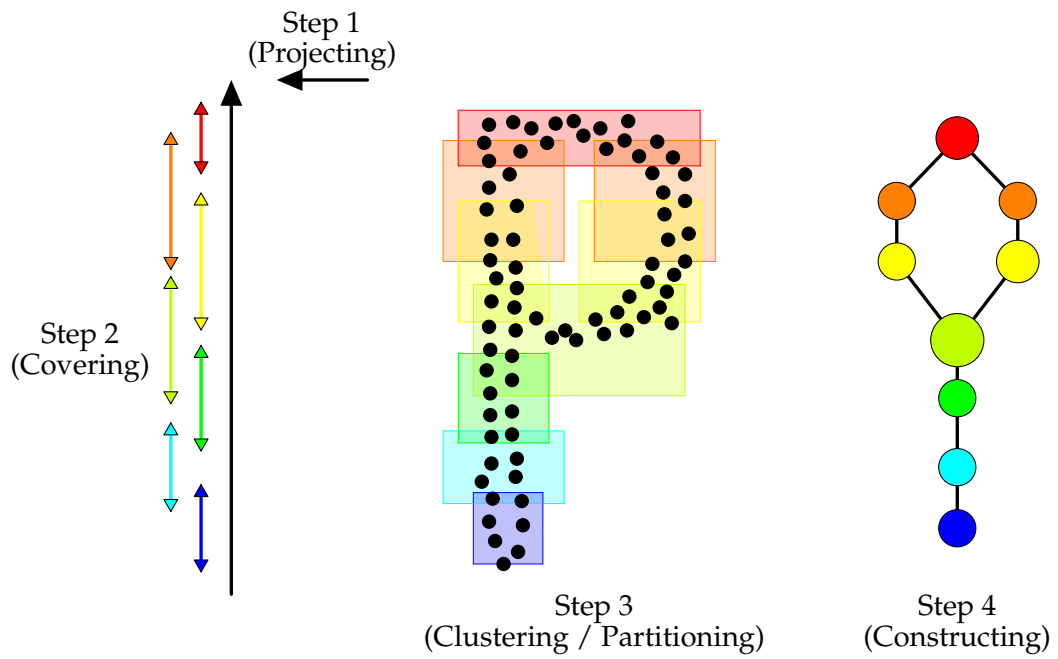 Step 1
(Projecting)
Step 2
(Covering)
Step 3
(Clustering / Partitioning)
Step 4
(Constructing)